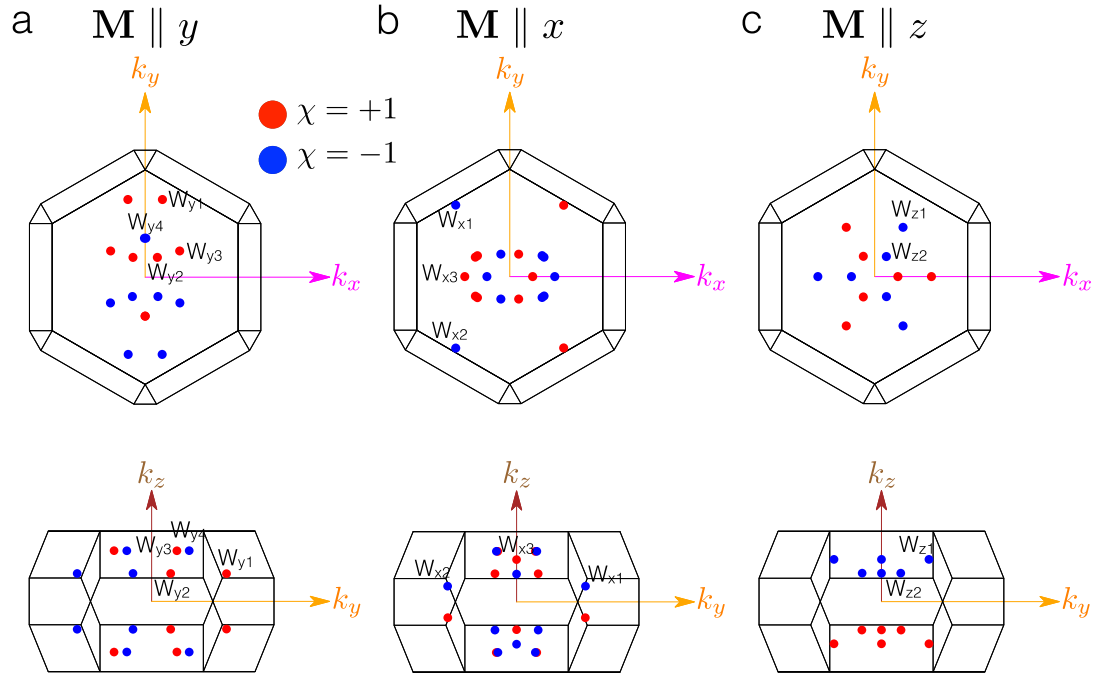 a M ∥ y
b M ∥ x
c M ∥ z
k_y
k_y
k_y
χ = +1
χ = −1
W_y1
W_y4
W_y3
W_y2
k_x
W_x1
W_x3
W_x2
k_x
W_z1
W_z2
k_x
k_z
W_y4
W_y3
W_y1
W_y2
k_y
k_z
W_x3
W_x2
W_x1
k_y
k_z
W_z1
W_z2
k_y